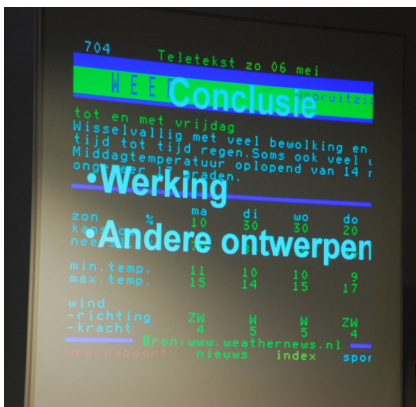 704
Teletekst zo 06 mei
WEER
Conclusie
tot en met vrijdag
Wisselvallig met veel bewolking en
tijd tot tijd regen.Soms ook veel
Middagtemperatuur oplopend van 14
graden.
•Werking
ma di wo do
zon % 10 30 30 20
•Andere ontwerpen
min.temp. 11 10 10 9
max.temp. 15 14 15 17
wind
-richting ZW W W ZW
-kracht 4 5 5 4
Bron:www.weathernews.nl
weerrapport nieuws index spor